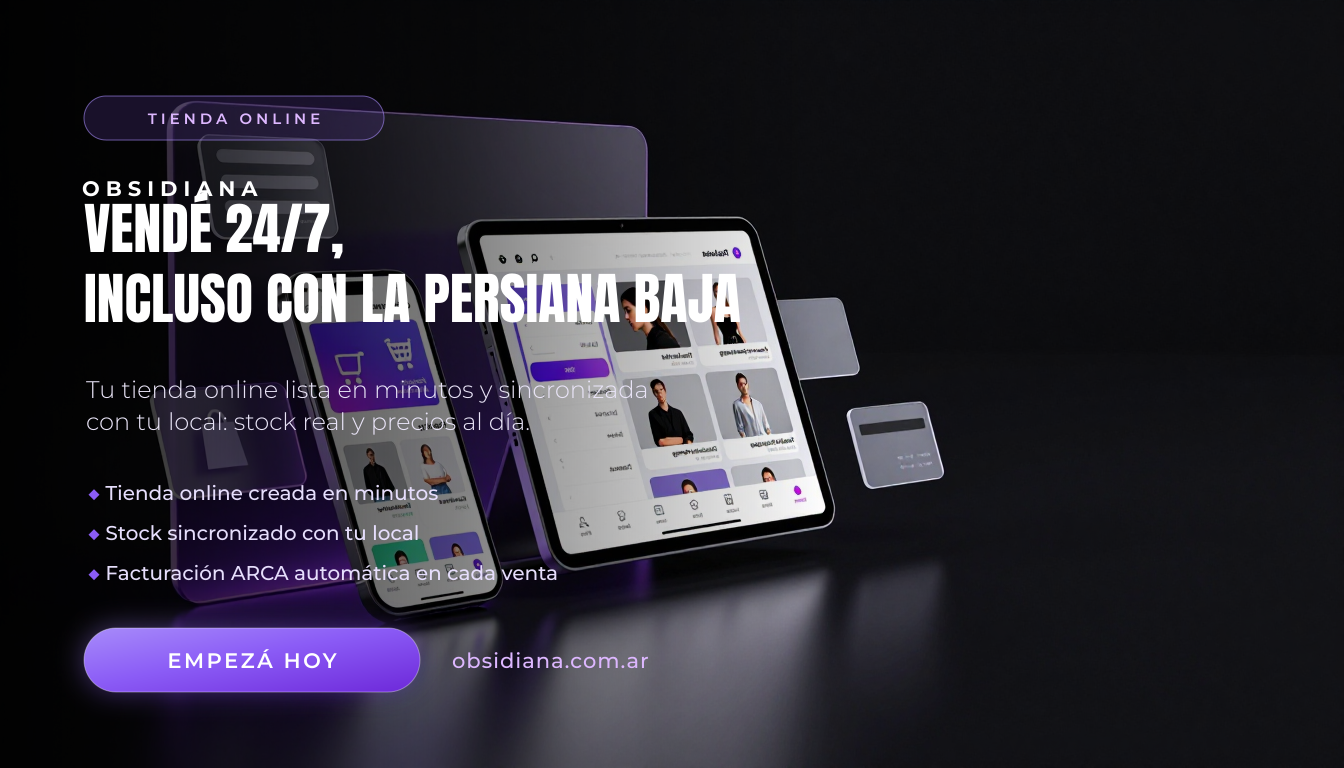 TIENDA ONLINE
OBSIDIANA
VENDÉ 24/7,
INCLUSO CON LA PERSIANA BAJA
Tu tienda online lista en minutos y sincronizada
con tu local: stock real y precios al día.
◆ Tienda online creada en minutos
◆ Stock sincronizado con tu local
◆ Facturación ARCA automática en cada venta
EMPEZÁ HOY
obsidiana.com.ar